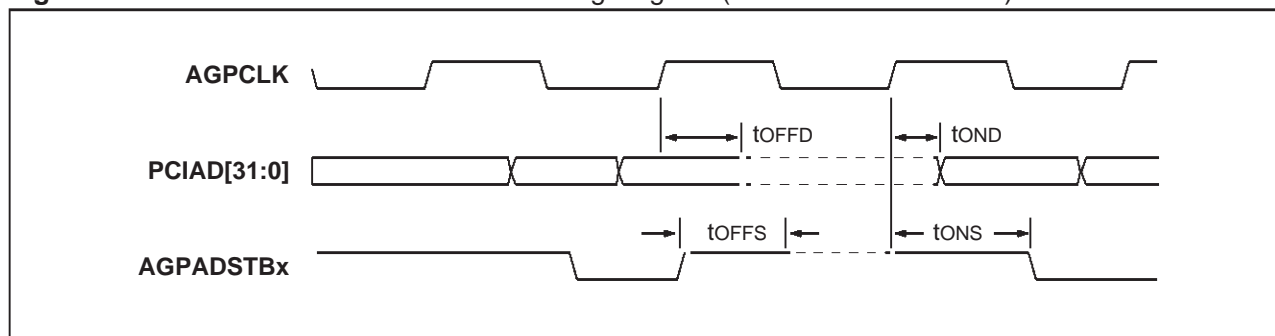 AGPCLK
tOFFD
tOND
PCIAD[31:0]
tOFFS
tONS
AGPADSTBx